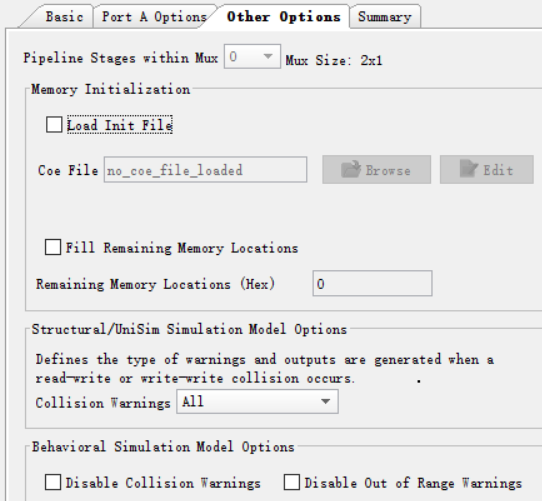 Basic Port A Options Other Options Summary
Pipeline Stages within Mux 0 Mux Size: 2x1
Memory Initialization
Load Init File
Coe File no_coe_file_loaded Browse Edit
Fill Remaining Memory Locations
Remaining Memory Locations (Hex) 0
Structural/UniSim Simulation Model Options
Defines the type of warnings and outputs are generated when a
read-write or write-write collision occurs. .
Collision Warnings All
Behavioral Simulation Model Options
Disable Collision Warnings Disable Out of Range Warnings